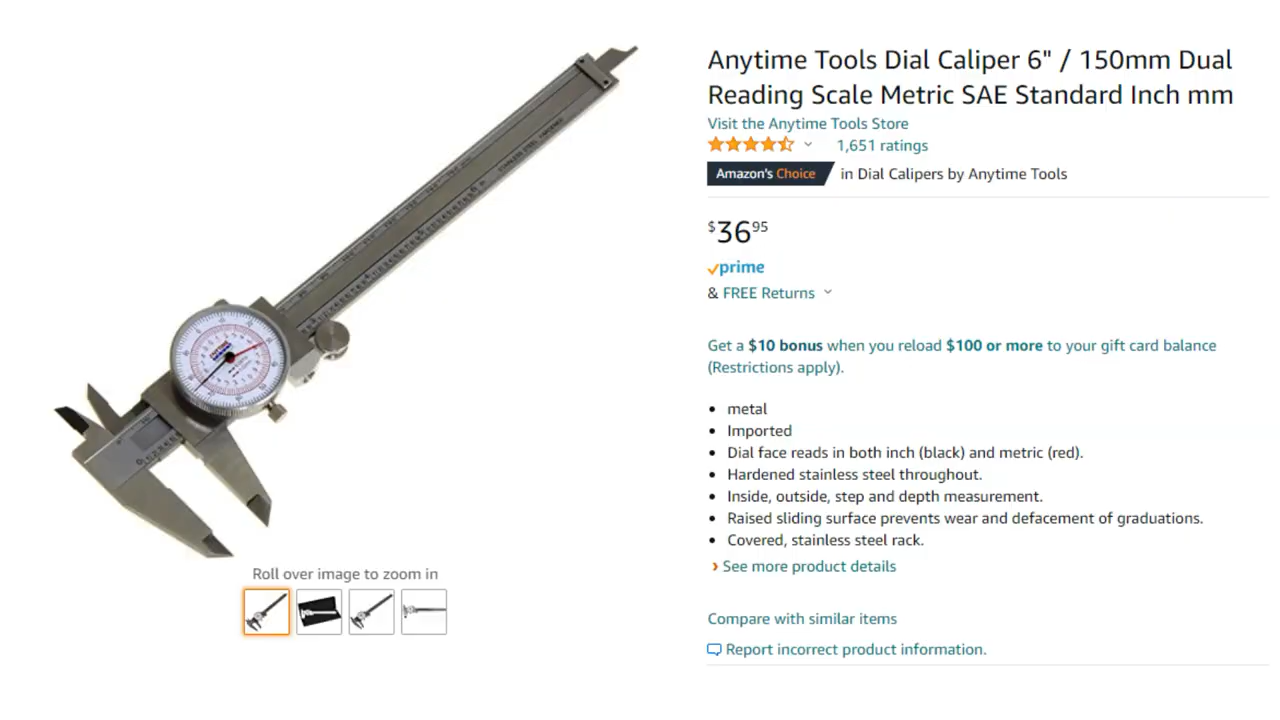 Anytime Tools Dial Caliper 6" / 150mm Dual
Reading Scale Metric SAE Standard Inch mm
Visit the Anytime Tools Store
1,651 ratings
Amazon's Choice in Dial Calipers by Anytime Tools
$36 95
prime
& FREE Returns
Get a $10 bonus when you reload $100 or more to your gift card balance
(Restrictions apply).
• metal
• Imported
• Dial face reads in both inch (black) and metric (red).
• Hardened stainless steel throughout.
• Inside, outside, step and depth measurement.
• Raised sliding surface prevents wear and defacement of graduations.
• Covered, stainless steel rack.
› See more product details
Compare with similar items
Report incorrect product information.
STAINLESS STEEL HARDENED
Roll over image to zoom in